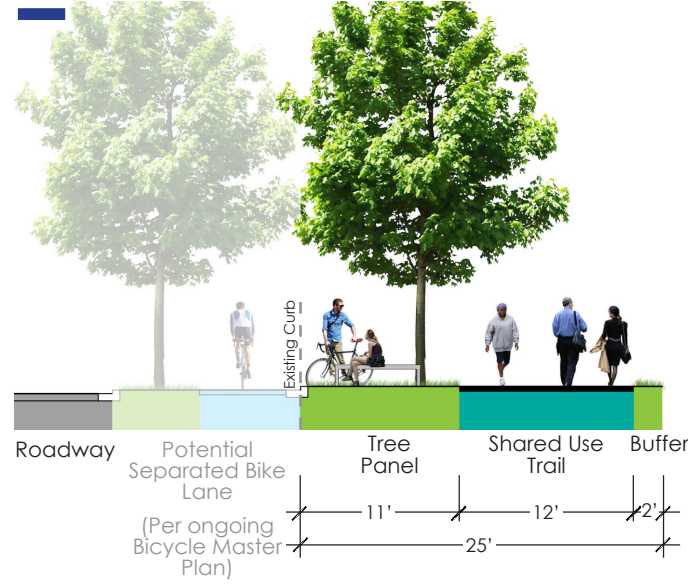 Existing Curb
Roadway
Potential
Separated Bike
Lane
(Per ongoing
Bicycle Master
Plan)
Tree
Panel
Shared Use
Trail
Buffer
11'
12'
2'
25'